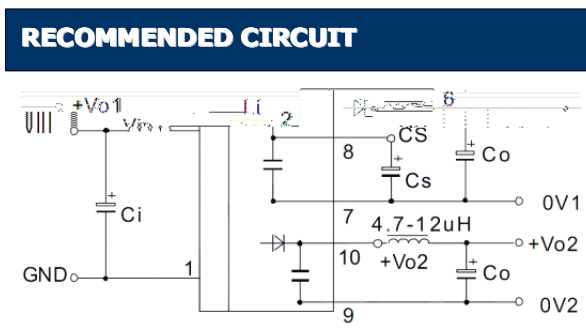 RECOMMENDED CIRCUIT
+Vo1
6
Vin
2
8
CS
Co
+
Cs
+
Ci
7
0V1
4.7-12uH
10
+Vo2
+Vo2
GND
1
+
Co
9
0V2